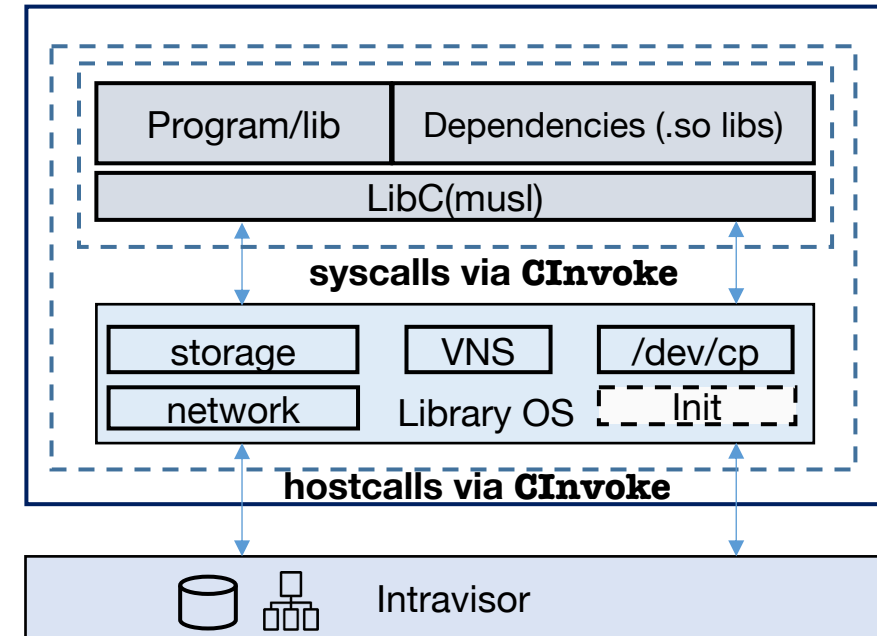 Program/lib
Dependencies (.so libs)
LibC(musl)
syscalls via CInvoke
storage
VNS
/dev/cp
network
Library OS
Init
hostcalls via CInvoke
Intravisor